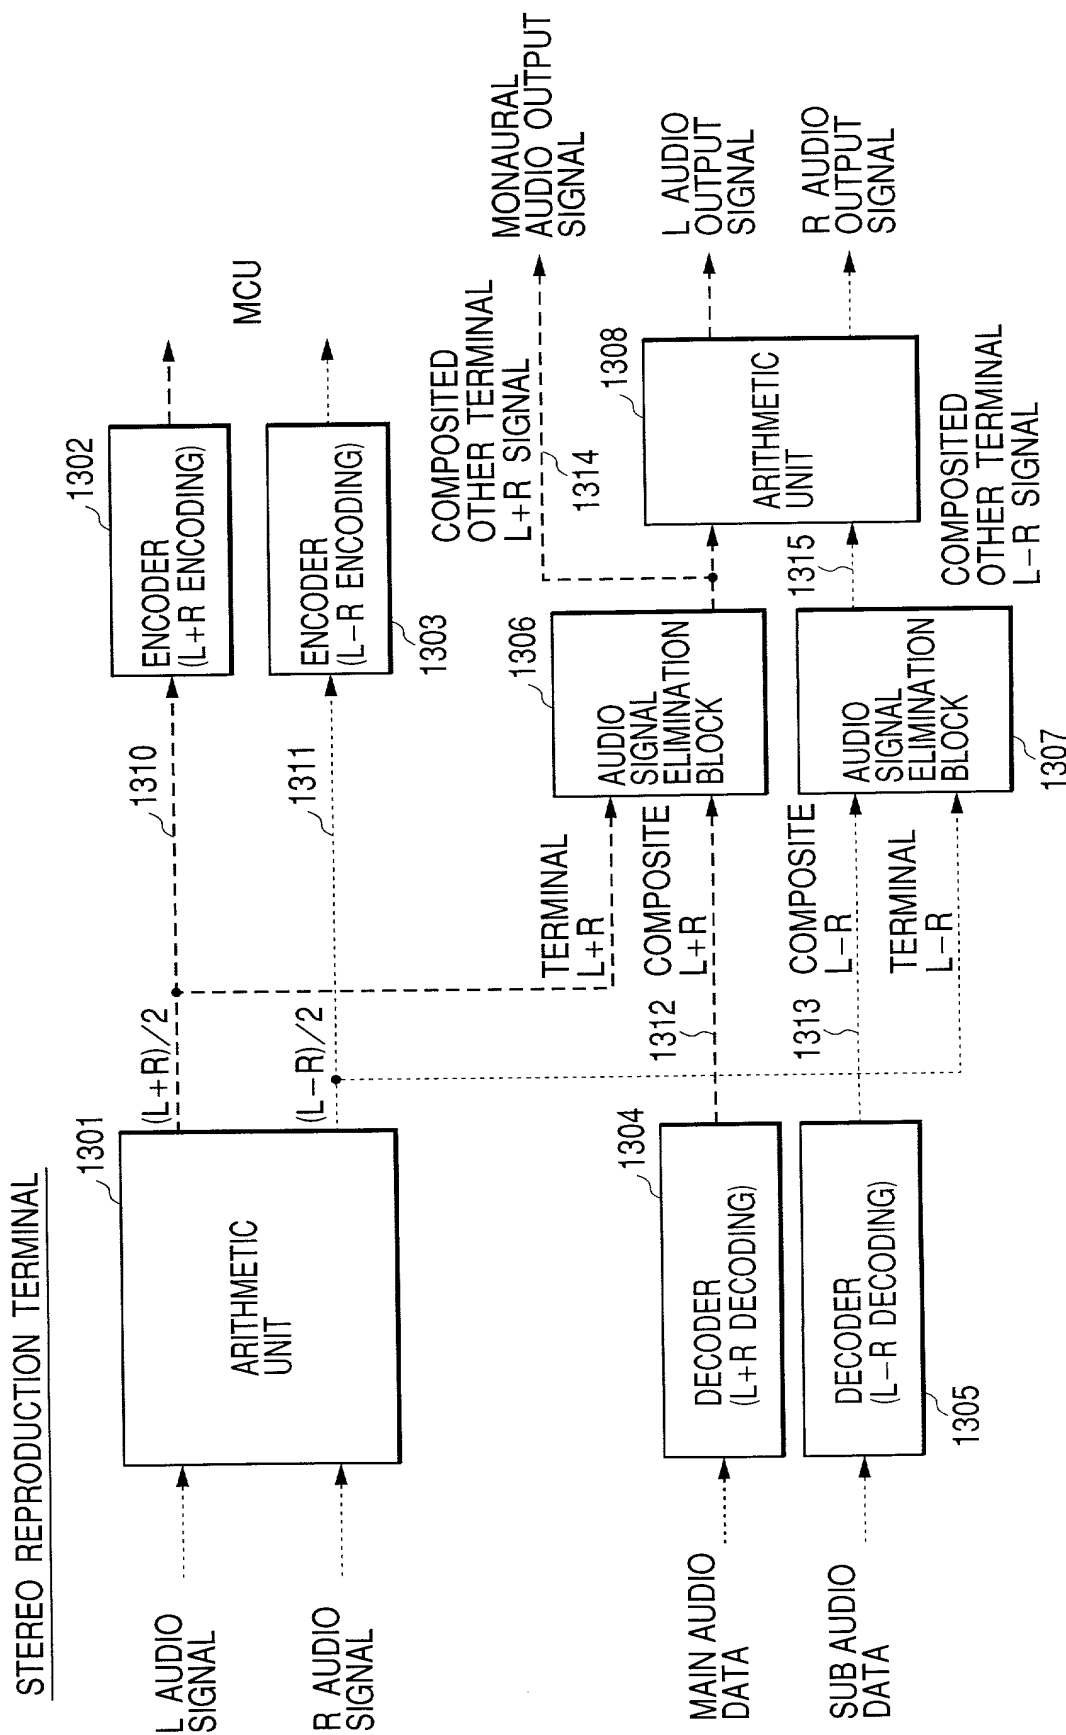 STEREO REPRODUCTION TERMINAL
L AUDIO
SIGNAL
R AUDIO
SIGNAL
1301
ARITHMETIC
UNIT
(L+R)/2
(L−R)/2
1310
1311
1302
ENCODER
(L+R ENCODING)
ENCODER
(L−R ENCODING)
1303
MCU
MAIN AUDIO
DATA
SUB AUDIO
DATA
1304
DECODER
(L+R DECODING)
DECODER
(L−R DECODING)
1305
1312
1313
TERMINAL
L+R
COMPOSITE
L+R
COMPOSITE
L−R
TERMINAL
L−R
1306
AUDIO
SIGNAL
ELIMINATION
BLOCK
AUDIO
SIGNAL
ELIMINATION
BLOCK
1307
COMPOSITED
OTHER TERMINAL
L+R SIGNAL
1314
1315
COMPOSITED
OTHER TERMINAL
L−R SIGNAL
1308
ARITHMETIC
UNIT
MONAURAL
AUDIO OUTPUT
SIGNAL
L AUDIO
OUTPUT
SIGNAL
R AUDIO
OUTPUT
SIGNAL